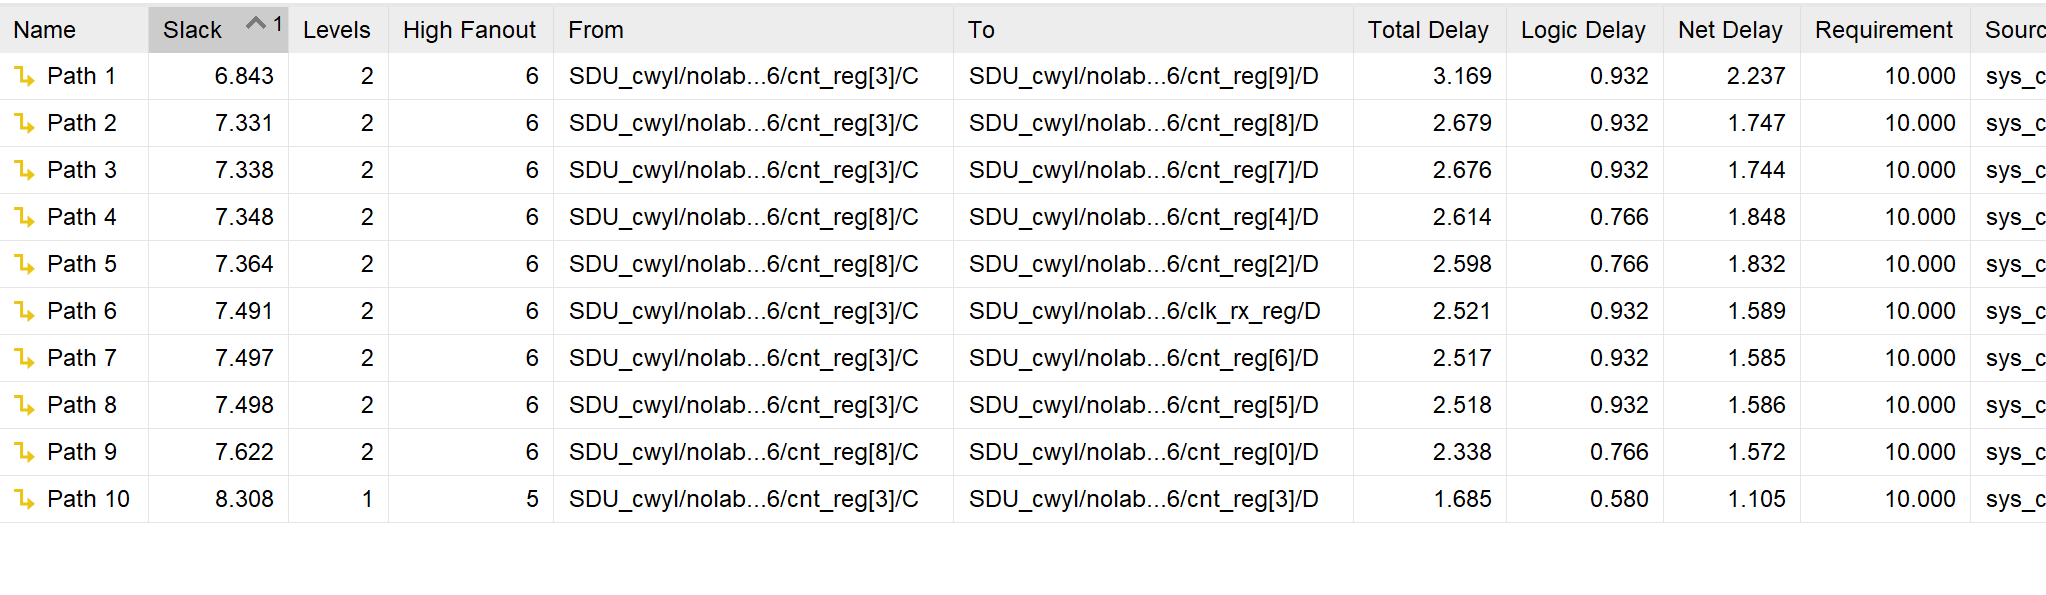 Name Slack 1 Levels High Fanout From To Total Delay Logic Delay Net Delay Requirement Sourc
Path 1 6.843 2 6 SDU_cwyl/nolab...6/cnt_reg[3]/C SDU_cwyl/nolab...6/cnt_reg[9]/D 3.169 0.932 2.237 10.000 sys_c
Path 2 7.331 2 6 SDU_cwyl/nolab...6/cnt_reg[3]/C SDU_cwyl/nolab...6/cnt_reg[8]/D 2.679 0.932 1.747 10.000 sys_c
Path 3 7.338 2 6 SDU_cwyl/nolab...6/cnt_reg[3]/C SDU_cwyl/nolab...6/cnt_reg[7]/D 2.676 0.932 1.744 10.000 sys_c
Path 4 7.348 2 6 SDU_cwyl/nolab...6/cnt_reg[8]/C SDU_cwyl/nolab...6/cnt_reg[4]/D 2.614 0.766 1.848 10.000 sys_c
Path 5 7.364 2 6 SDU_cwyl/nolab...6/cnt_reg[8]/C SDU_cwyl/nolab...6/cnt_reg[2]/D 2.598 0.766 1.832 10.000 sys_c
Path 6 7.491 2 6 SDU_cwyl/nolab...6/cnt_reg[3]/C SDU_cwyl/nolab...6/clk_rx_reg/D 2.521 0.932 1.589 10.000 sys_c
Path 7 7.497 2 6 SDU_cwyl/nolab...6/cnt_reg[3]/C SDU_cwyl/nolab...6/cnt_reg[6]/D 2.517 0.932 1.585 10.000 sys_c
Path 8 7.498 2 6 SDU_cwyl/nolab...6/cnt_reg[3]/C SDU_cwyl/nolab...6/cnt_reg[5]/D 2.518 0.932 1.586 10.000 sys_c
Path 9 7.622 2 6 SDU_cwyl/nolab...6/cnt_reg[8]/C SDU_cwyl/nolab...6/cnt_reg[0]/D 2.338 0.766 1.572 10.000 sys_c
Path 10 8.308 1 5 SDU_cwyl/nolab...6/cnt_reg[3]/C SDU_cwyl/nolab...6/cnt_reg[3]/D 1.685 0.580 1.105 10.000 sys_c